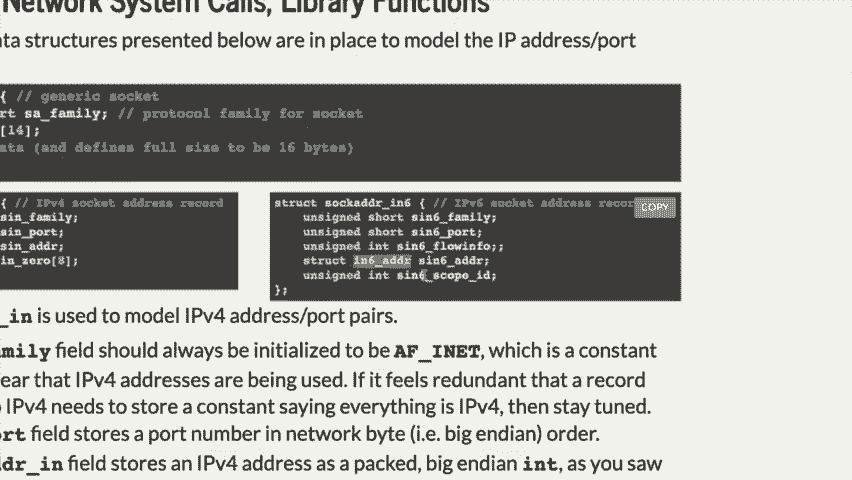 Network System Calls, Library Functions
ata structures presented below are in place to model the IP address/port
{ // generic socket
rt sa_family; // protocol family for socket
[14];
ata (and defines full size to be 16 bytes)
{ // IPv4 socket address record
sin_family;
sin_port;
sin_addr;
in_zero[8];
struct sockaddr_in6 { // IPv6 socket address recor
COPY
unsigned short sin6_family;
unsigned short sin6_port;
unsigned int sin6_flowinfo;;
struct in6_addr sin6_addr;
unsigned int sin6_scope_id;
};
_in is used to model IPv4 address/port pairs.
mily field should always be initialized to be AF_INET, which is a constant
ear that IPv4 addresses are being used. If it feels redundant that a record
IPv4 needs to store a constant saying everything is IPv4, then stay tuned.
rt field stores a port number in network byte (i.e. big endian) order.
ddr_in field stores an IPv4 address as a packed, big endian int, as you saw